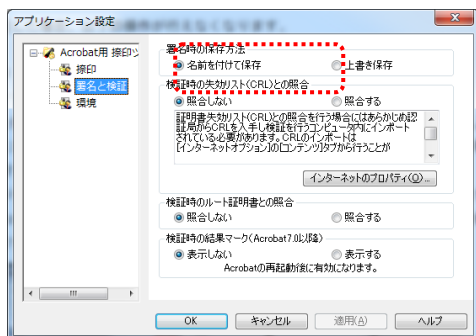 アプリケーション設定
Acrobat用 捺印ツ
捺印
署名と検証
環境
署名時の保存方法
名前を付けて保存
上書き保存
検証時の失効リスト(CRL)との照合
照合しない
照合する
証明書失効リスト(CRL)との照合を行う場合にはあらかじめ認
証局からCRLを入手し検証を行うコンピュータ内にインポート
されている必要があります。CRLのインポートは
[インターネットオプション]の[コンテンツ]タブから行うことが
インターネットのプロパティ(O)...
検証時のルート証明書との照合
照合しない
照合する
検証時の結果マーク(Acrobat7.0以降)
表示しない
表示する
Acrobatの再起動後に有効になります。
OK
キャンセル
適用(A)
ヘルプ